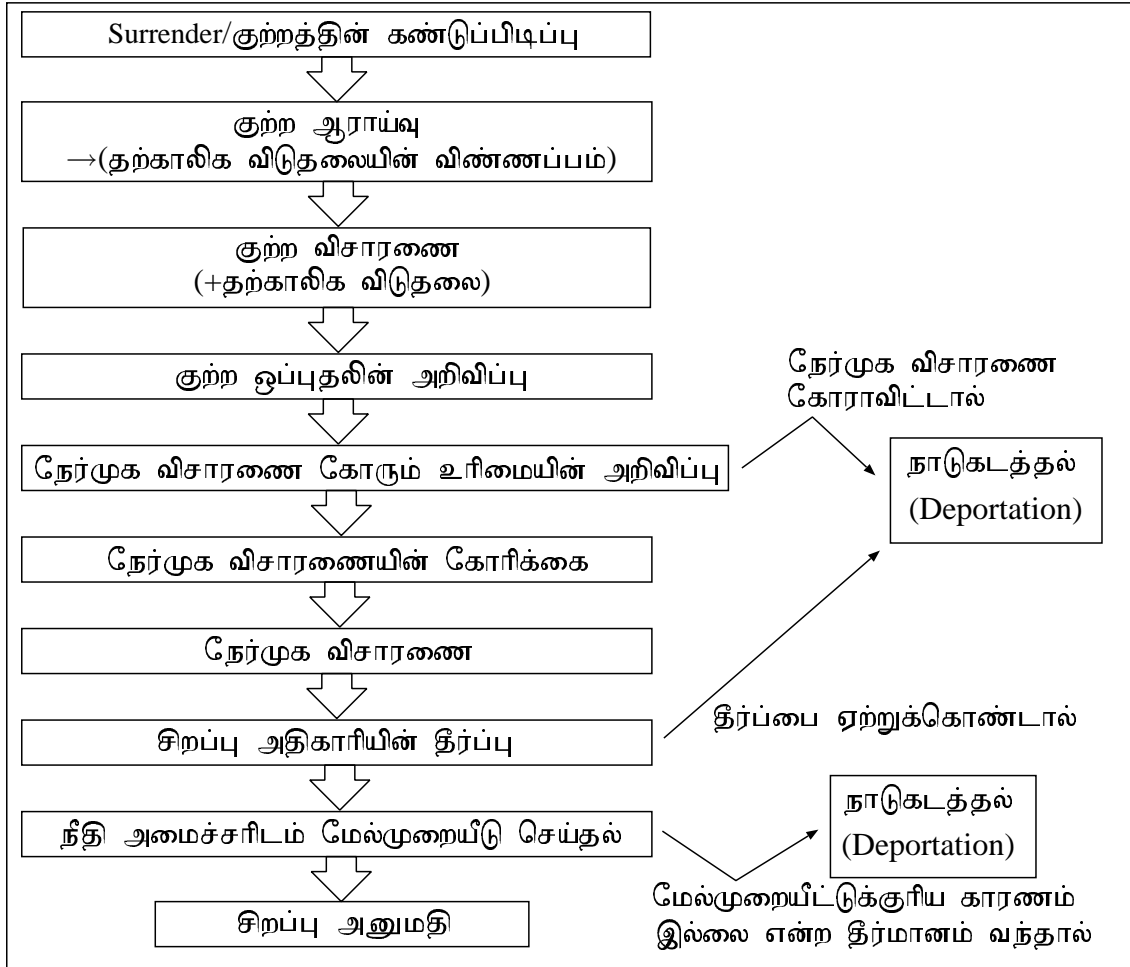 Surrender/குற்றத்தின் கண்டுப்பிடிப்பு
குற்ற ஆராய்வு
→(தற்காலிக விடுதலையின் விண்ணப்பம்)
குற்ற விசாரணை
(+தற்காலிக விடுதலை)
குற்ற ஒப்புதலின் அறிவிப்பு
நேர்முக விசாரணை
கோராவிட்டால்
நேர்முக விசாரணை கோரும் உரிமையின் அறிவிப்பு
நாடுகடத்தல்
(Deportation)
நேர்முக விசாரணையின் கோரிக்கை
நேர்முக விசாரணை
சிறப்பு அதிகாரியின் தீர்ப்பு
தீர்ப்பை ஏற்றுக்கொண்டால்
நீதி அமைச்சரிடம் மேல்முறையீடு செய்தல்
நாடுகடத்தல்
(Deportation)
மேல்முறையீட்டுக்குரிய காரணம்
இல்லை என்ற தீர்மானம் வந்தால்
சிறப்பு அனுமதி